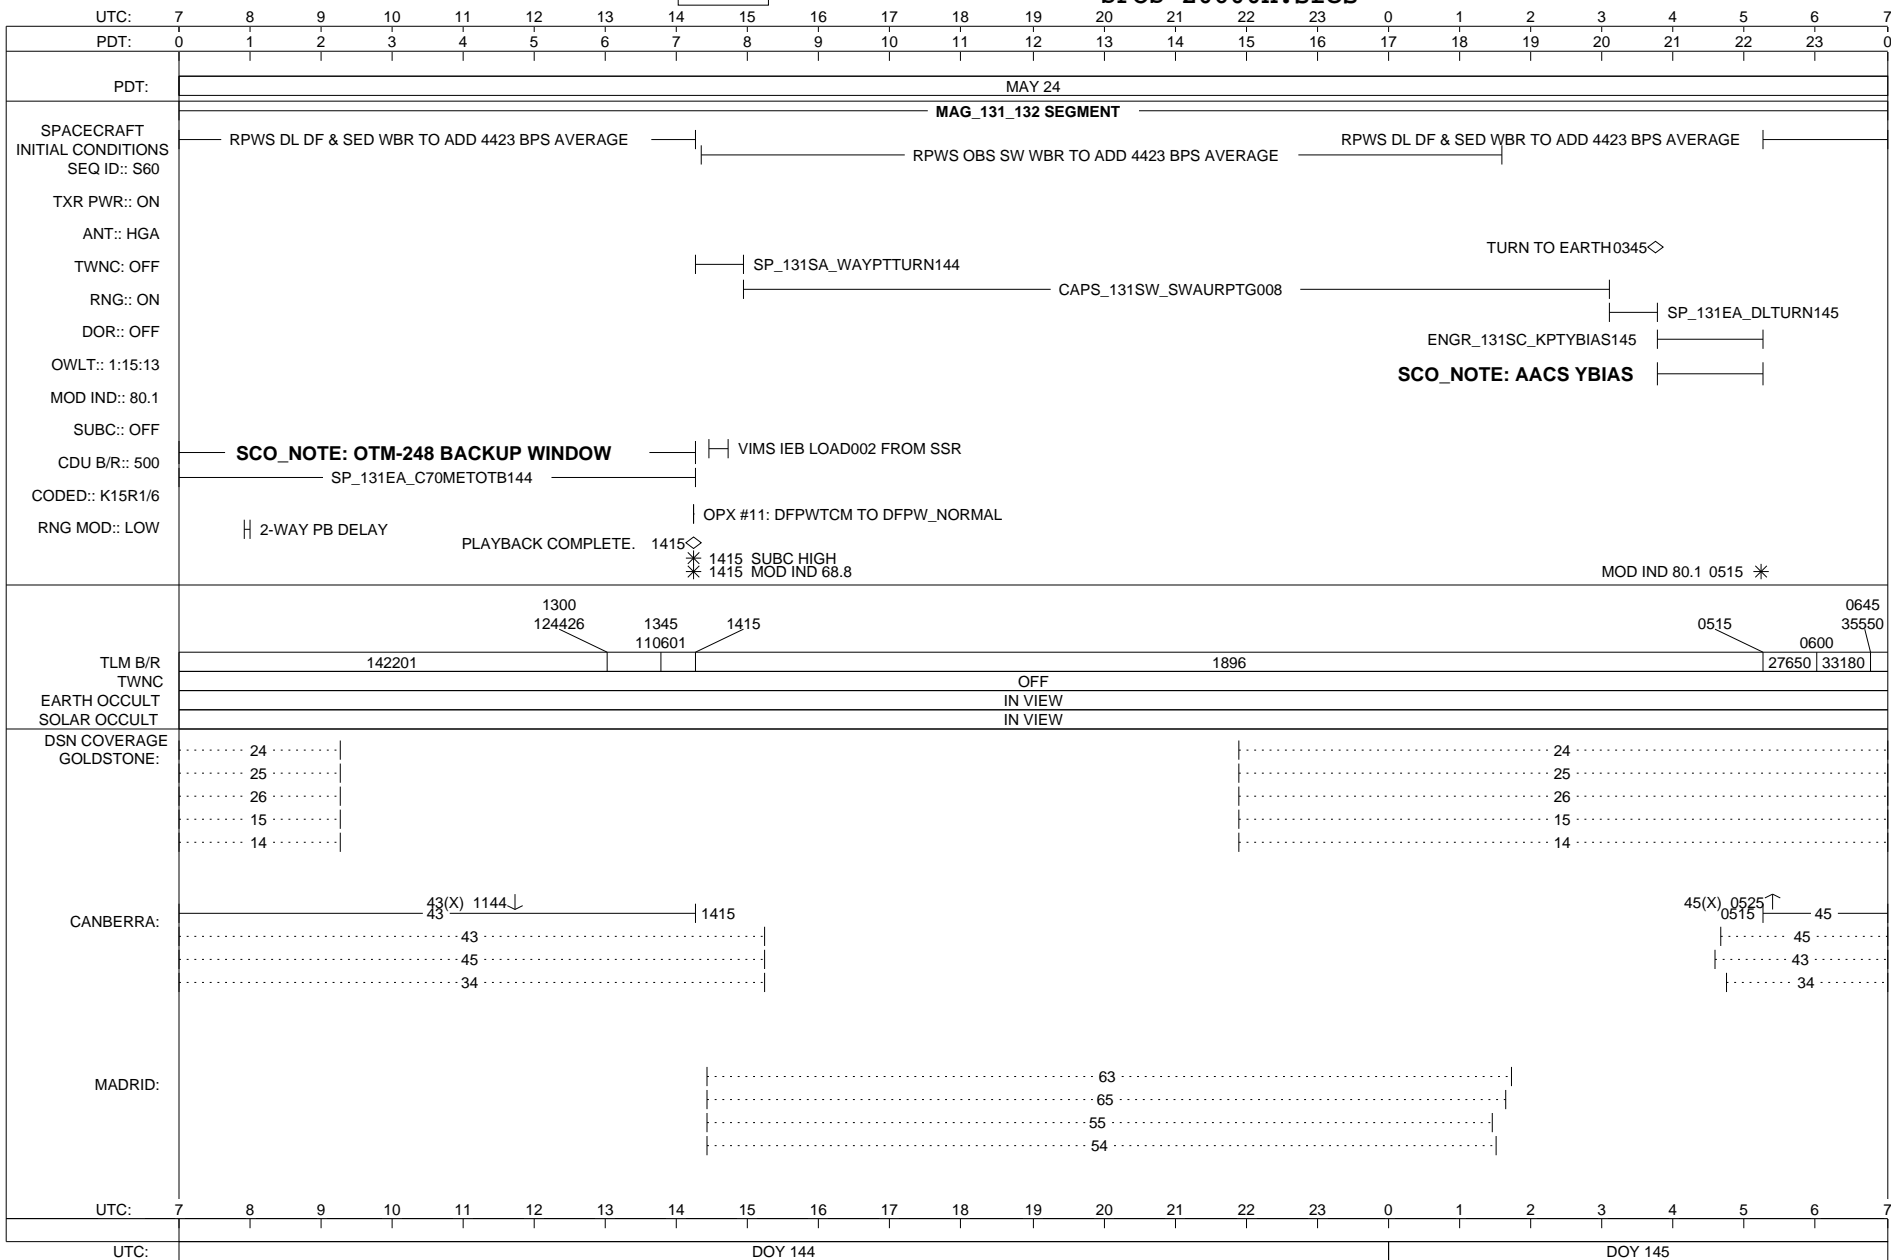 UTC: 7 8 9 10 11 12 13 14 15 16 17 18 19 20 21 22 23 0 1 2 3 4 5 6 7
PDT: 0 1 2 3 4 5 6 7 8 9 10 11 12 13 14 15 16 17 18 19 20 21 22 23 0
PDT: MAY 24
MAG_131_132 SEGMENT
SPACECRAFT
INITIAL CONDITIONS
SEQ ID:: S60
TXR PWR:: ON
ANT:: HGA
TWNC: OFF
RNG:: ON
DOR:: OFF
OWLT:: 1:15:13
MOD IND:: 80.1
SUBC:: OFF
CDU B/R:: 500
CODED:: K15R1/6
RNG MOD:: LOW
RPWS DL DF & SED WBR TO ADD 4423 BPS AVERAGE
RPWS DL DF & SED WBR TO ADD 4423 BPS AVERAGE
RPWS OBS SW WBR TO ADD 4423 BPS AVERAGE
TURN TO EARTH 0345
SP_131SA_WAYPTTURN144
CAPS_131SW_SWAURPTG008
SP_131EA_DLTURN145
ENGR_131SC_KPTYBIAS145
SCO_NOTE: AACS YBIAS
SCO_NOTE: OTM-248 BACKUP WINDOW
VIMS IEB LOAD002 FROM SSR
SP_131EA_C70METOTB144
OPX #11: DFPWTCM TO DFPW_NORMAL
2-WAY PB DELAY
PLAYBACK COMPLETE. 1415
1415 SUBC HIGH
1415 MOD IND 68.8
MOD IND 80.1 0515
1300
124426
1345
110601
1415
0515
0600
0645
35550
TLM B/R 142201 1896 27650 33180
TWNC OFF
EARTH OCCULT IN VIEW
SOLAR OCCULT IN VIEW
DSN COVERAGE
GOLDSTONE:
24 24
25 25
26 26
15 15
14 14
CANBERRA:
43(X) 1144
43 1415
45(X) 0525
0515 45
43 45
45 43
34 34
MADRID:
63
65
55
54
UTC: 7 8 9 10 11 12 13 14 15 16 17 18 19 20 21 22 23 0 1 2 3 4 5 6 7
UTC: DOY 144 DOY 145